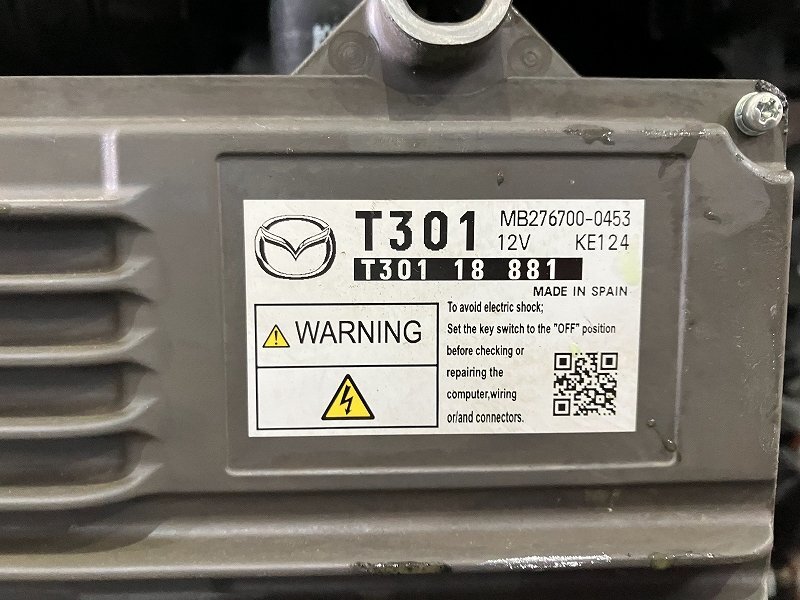 T301 MB276700-0453
12V KE124
T301 18 881
MADE IN SPAIN
WARNING
To avoid electric shock;
Set the key switch to the "OFF" position
before checking or
repairing the
computer,wiring
or/and connectors.